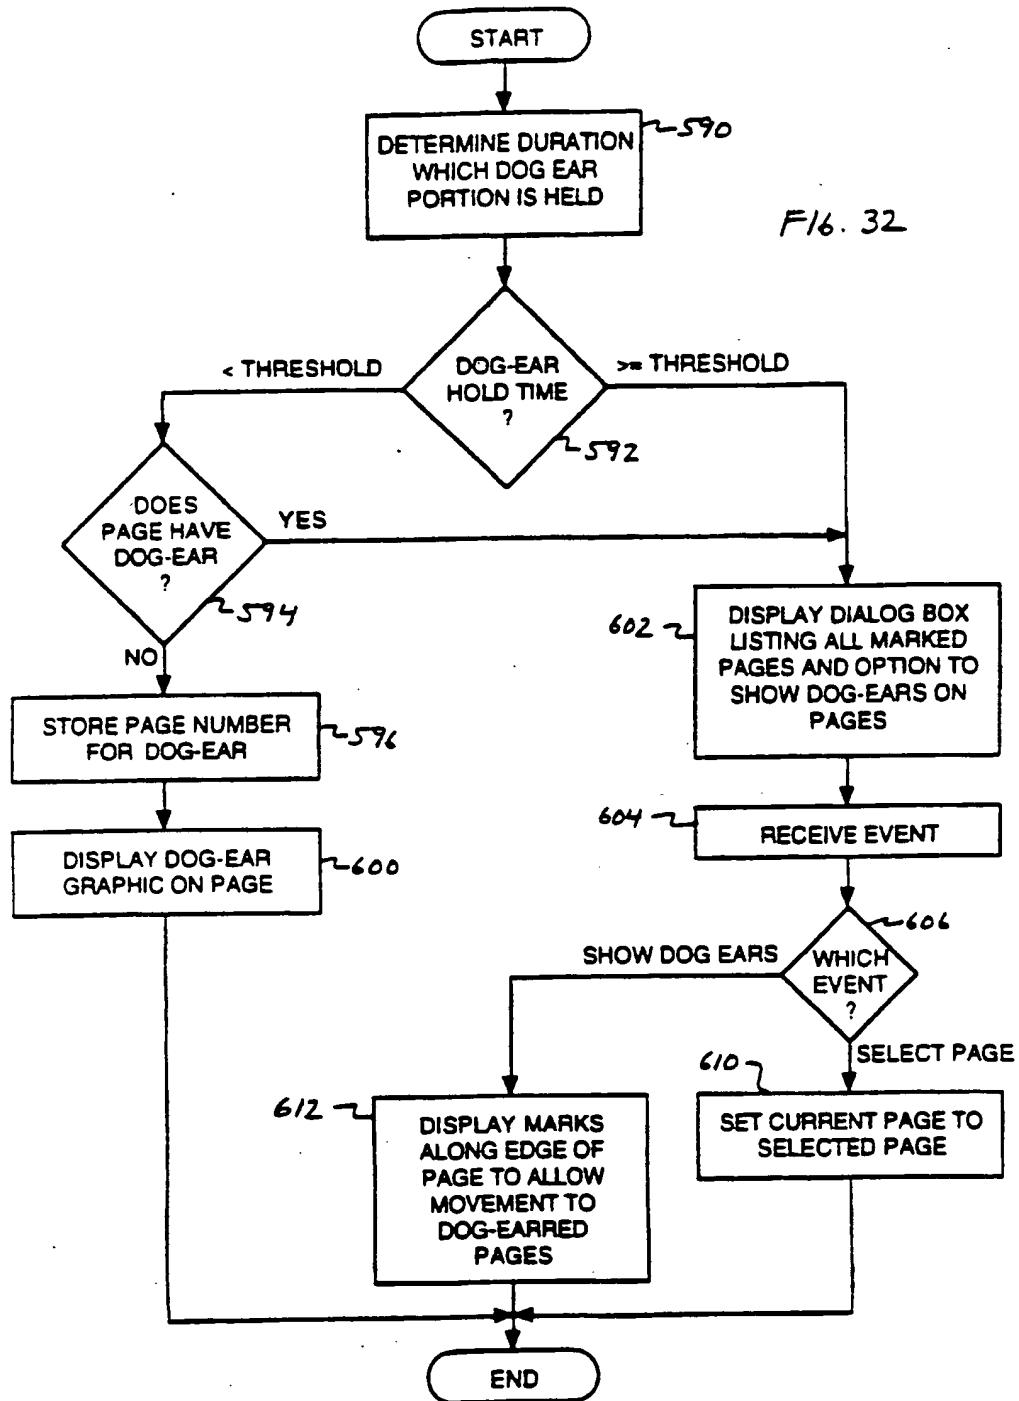 START
DETERMINE DURATION
WHICH DOG EAR
PORTION IS HELD
590
FIG. 32
< THRESHOLD
DOG-EAR
HOLD TIME
?
>= THRESHOLD
592
DOES
PAGE HAVE
DOG-EAR
?
YES
594
NO
STORE PAGE NUMBER
FOR DOG-EAR
596
DISPLAY DOG-EAR
GRAPHIC ON PAGE
600
602
DISPLAY DIALOG BOX
LISTING ALL MARKED
PAGES AND OPTION TO
SHOW DOG-EARS ON
PAGES
604
RECEIVE EVENT
606
SHOW DOG EARS
WHICH
EVENT
?
SELECT PAGE
610
SET CURRENT PAGE TO
SELECTED PAGE
612
DISPLAY MARKS
ALONG EDGE OF
PAGE TO ALLOW
MOVEMENT TO
DOG-EARRED
PAGES
END